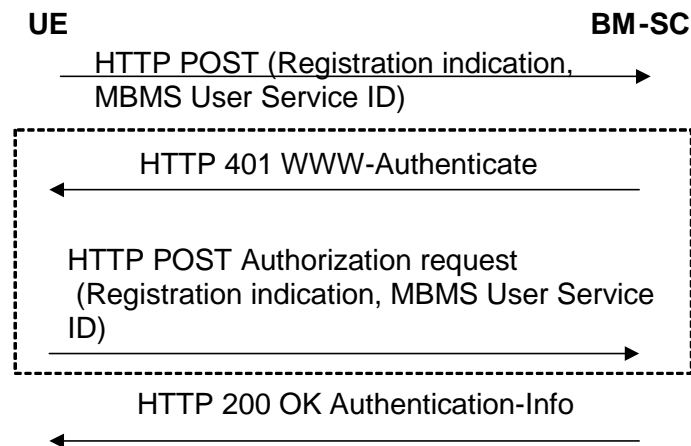 UE BM-SC
HTTP POST (Registration indication,
MBMS User Service ID)
HTTP 401 WWW-Authenticate
HTTP POST Authorization request
(Registration indication, MBMS User Service
ID)
HTTP 200 OK Authentication-Info